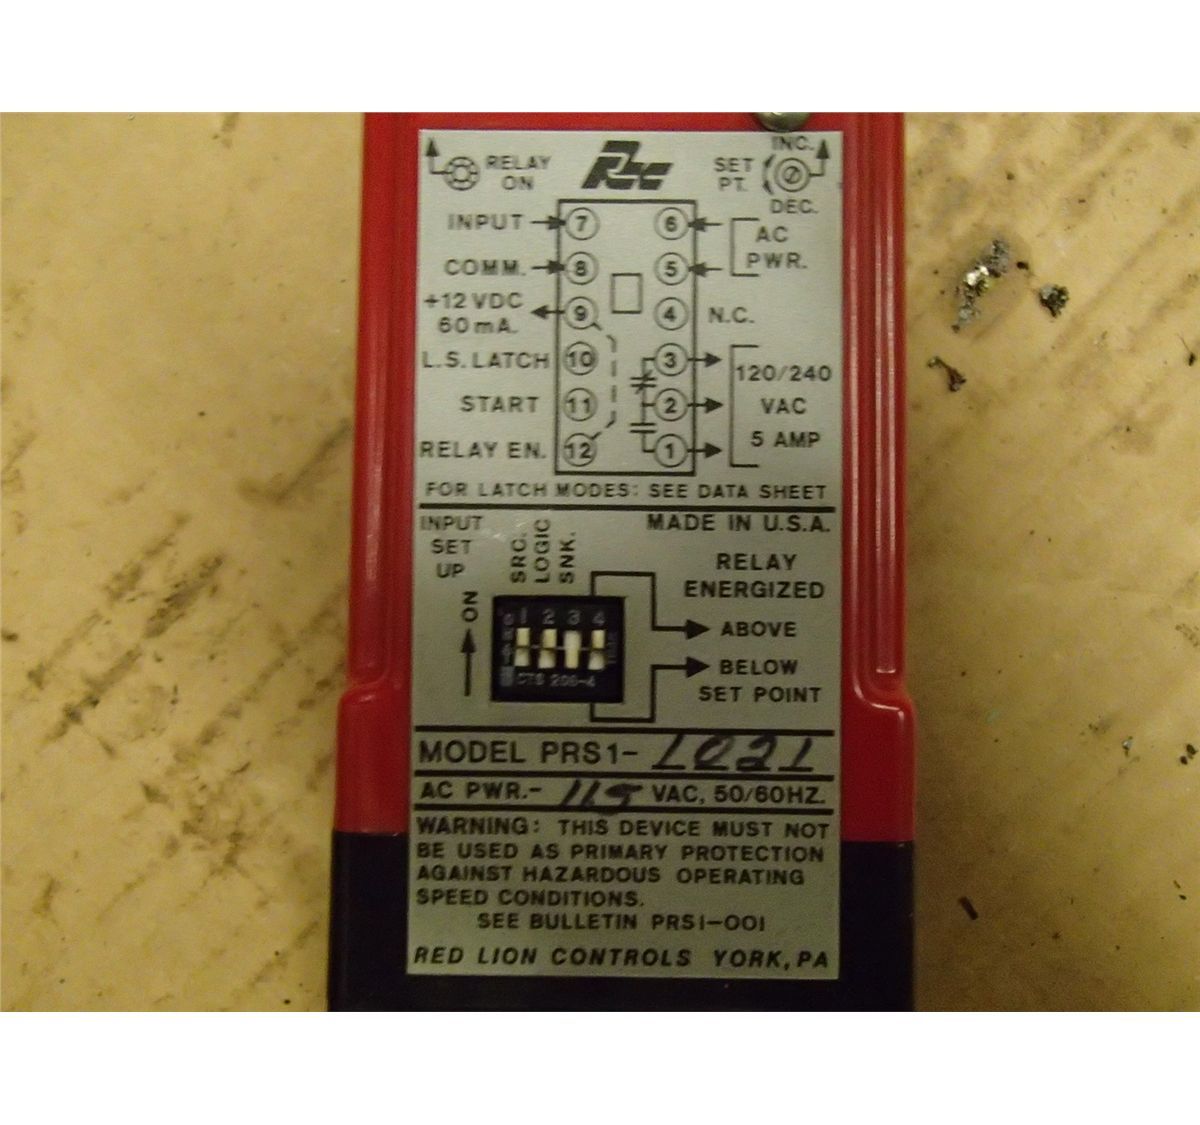 INC.
RELAY ON
Rlc
SET PT.
DEC.
INPUT 7 6 AC
COMM. 8 5 PWR.
+12 VDC 60 mA. 9 4 N.C.
L.S. LATCH 10 3 120/240
START 11 2 VAC
RELAY EN. 12 1 5 AMP
FOR LATCH MODES: SEE DATA SHEET
INPUT SET UP
SRC.
LOGIC
SNK.
MADE IN U.S.A.
RELAY
ENERGIZED
ON
1 2 3 4
ABOVE
BELOW
SET POINT
CTS 206-4
MODEL PRS1- 1021
AC PWR.- 115 VAC, 50/60HZ.
WARNING: THIS DEVICE MUST NOT
BE USED AS PRIMARY PROTECTION
AGAINST HAZARDOUS OPERATING
SPEED CONDITIONS.
SEE BULLETIN PRS1-001
RED LION CONTROLS YORK, PA